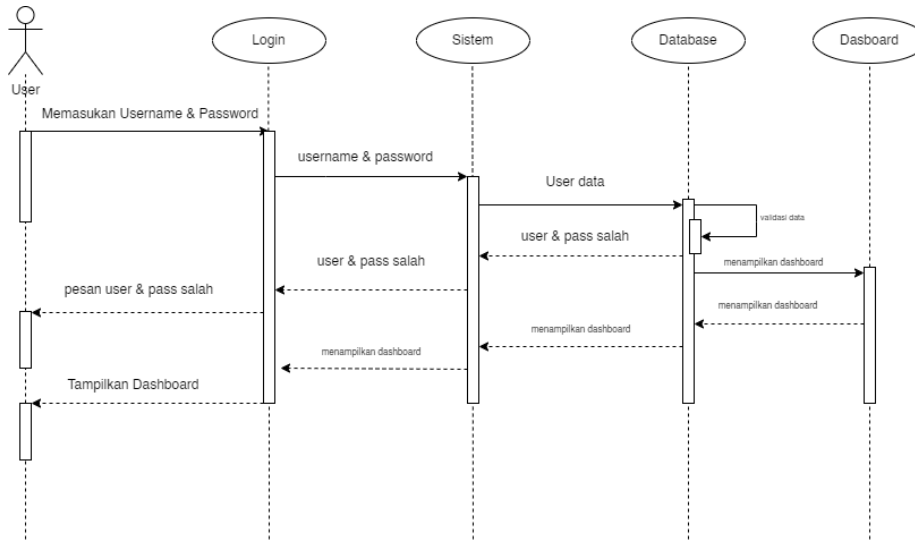 Login
Sistem
Database
Dasboard
User
Memasukan Username & Password
username & password
User data
validasi data
user & pass salah
user & pass salah
menampilkan dashboard
pesan user & pass salah
menampilkan dashboard
menampilkan dashboard
menampilkan dashboard
Tampilkan Dashboard